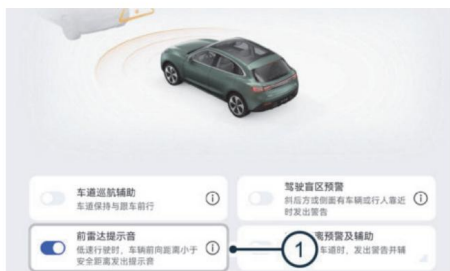 车道巡航辅助
车道保持与跟车前行
驾驶盲区预警
斜后方或侧面有车辆或行人靠近
时发出警告
前雷达提示音
低速行驶时，车辆前向距离小于
安全距离发出提示音
1
离预警及辅助
车道时，发出警告并辅